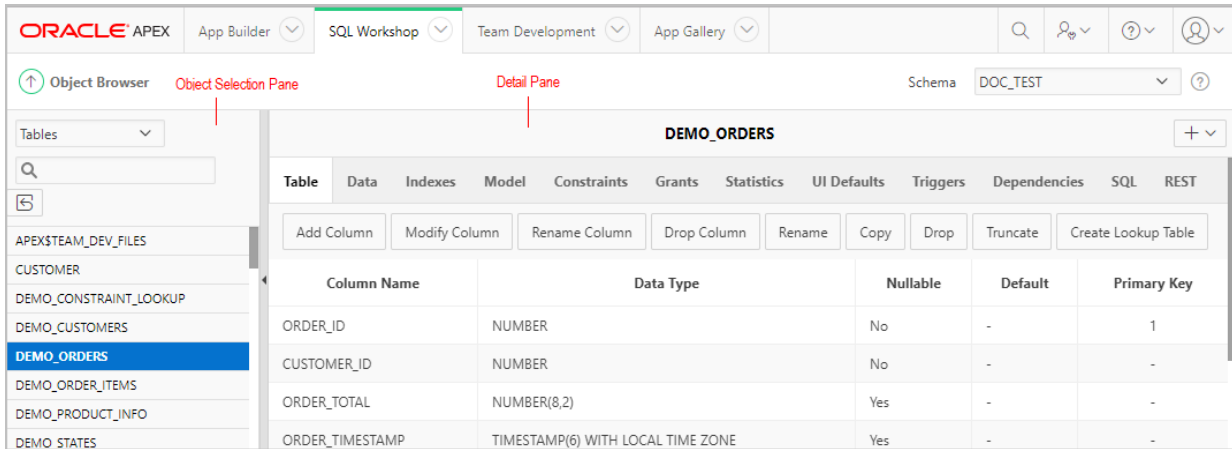 ORACLE APEX App Builder SQL Workshop Team Development App Gallery
Object Browser Object Selection Pane Detail Pane Schema DOC_TEST
Tables DEMO_ORDERS
Table Data Indexes Model Constraints Grants Statistics UI Defaults Triggers Dependencies SQL REST
Add Column Modify Column Rename Column Drop Column Rename Copy Drop Truncate Create Lookup Table
APEX$TEAM_DEV_FILES
CUSTOMER
DEMO_CONSTRAINT_LOOKUP
DEMO_CUSTOMERS
DEMO_ORDERS
DEMO_ORDER_ITEMS
DEMO_PRODUCT_INFO
DEMO_STATES
Column Name Data Type Nullable Default Primary Key
ORDER_ID NUMBER No - 1
CUSTOMER_ID NUMBER No - -
ORDER_TOTAL NUMBER(8,2) Yes - -
ORDER_TIMESTAMP TIMESTAMP(6) WITH LOCAL TIME ZONE Yes - -